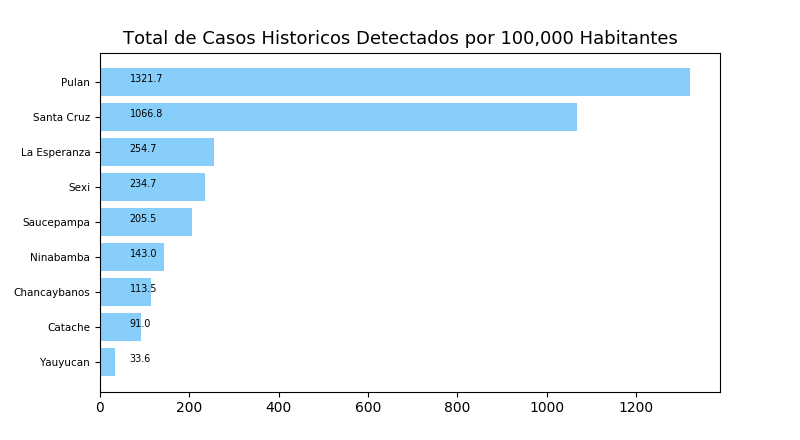 Total de Casos Historicos Detectados por 100,000 Habitantes
Pulan 1321.7
Santa Cruz 1066.8
La Esperanza 254.7
Sexi 234.7
Saucepampa 205.5
Ninabamba 143.0
Chancaybanos 113.5
Catache 91.0
Yauyucan 33.6
0 200 400 600 800 1000 1200